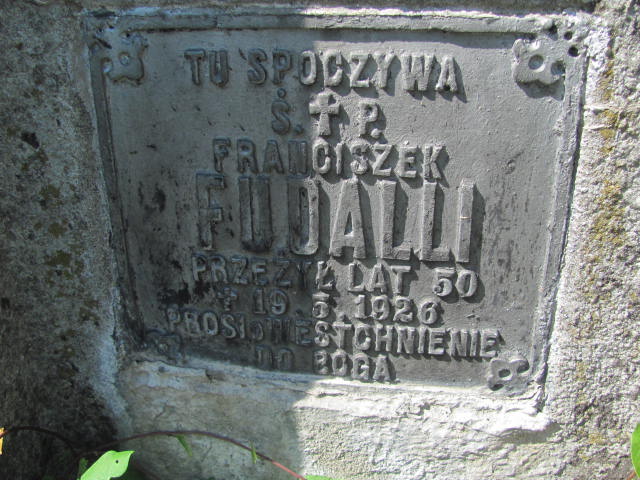 TU SPOCZYWA
Ś. ✝ P.
FRANCISZEK
FUDALLI
PRZEŻYŁ LAT 50
✝ 19.5.1926
PROSI O WESTCHNIENIE
DO BOGA